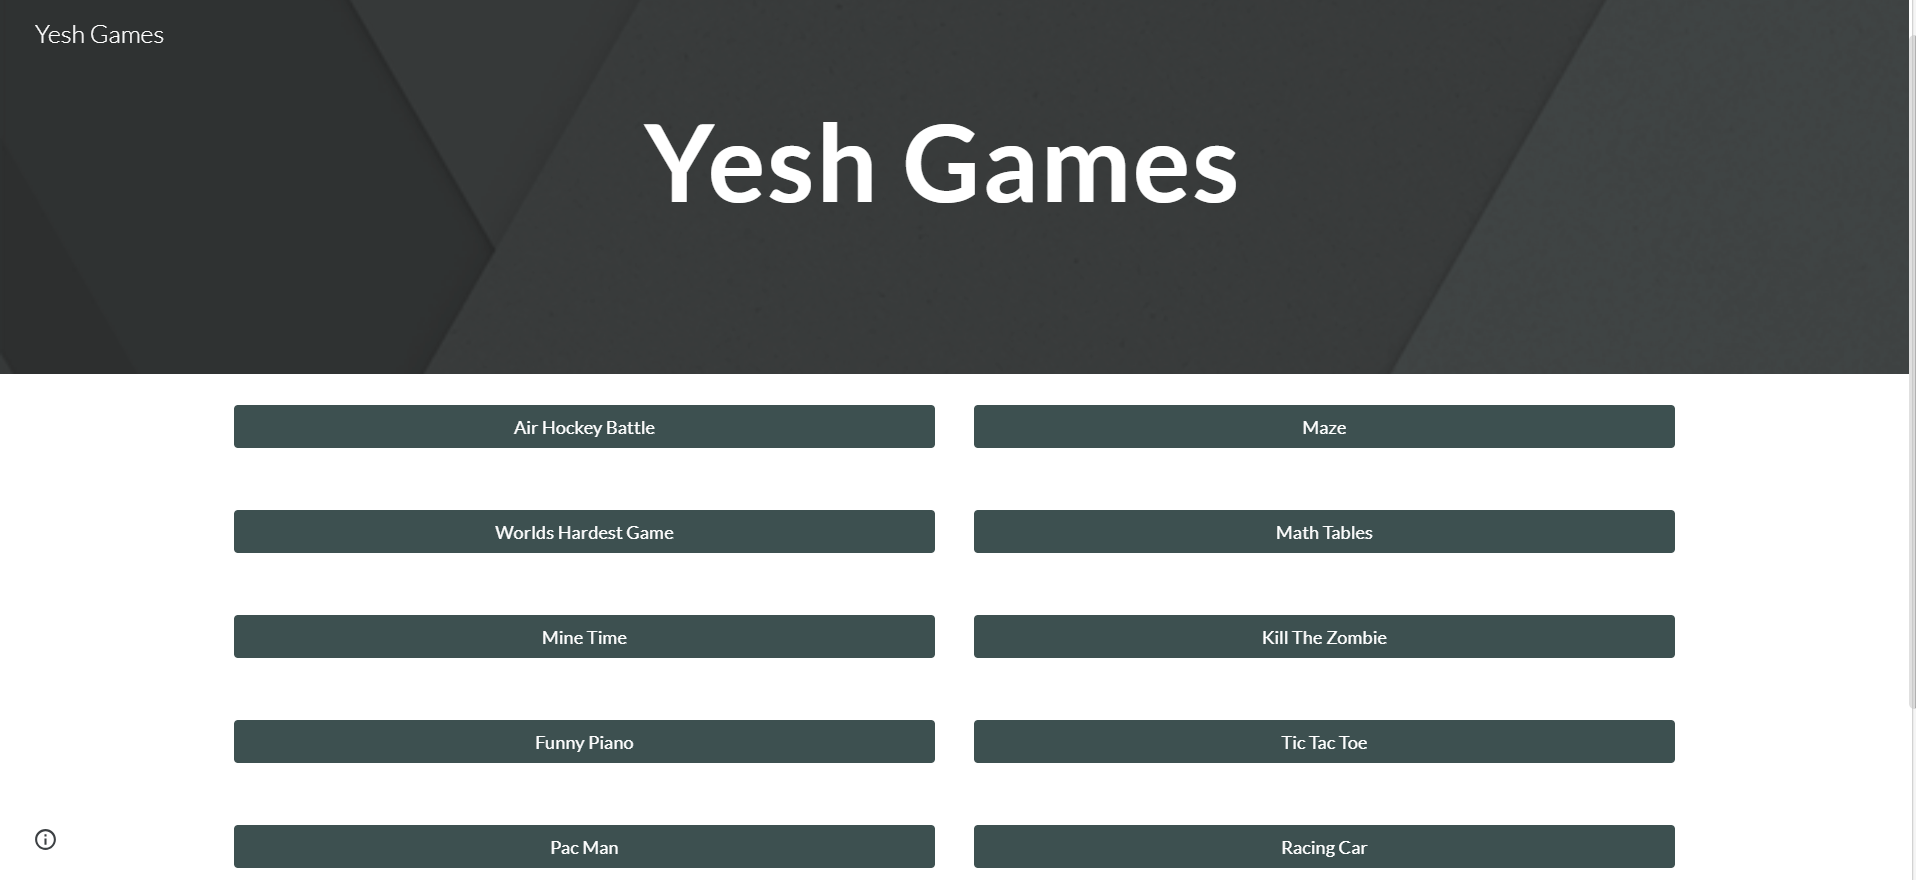 Yesh Games
Yesh Games
Air Hockey Battle
Maze
Worlds Hardest Game
Math Tables
Mine Time
Kill The Zombie
Funny Piano
Tic Tac Toe
Pac Man
Racing Car